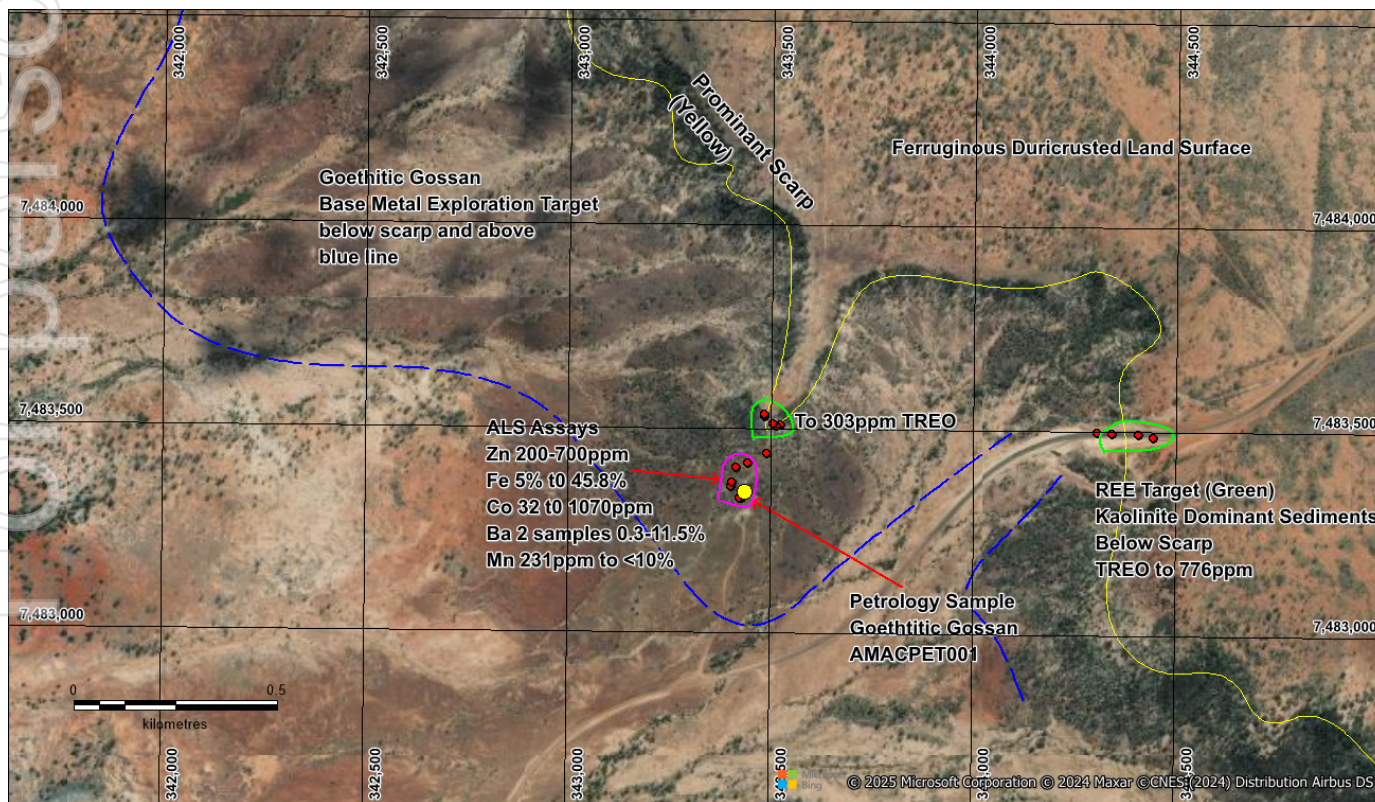 342,000
342,500
343,000
343,500
344,000
344,500
Prominant Scarp
(Yellow)
Ferruginous Duricrusted Land Surface
Goethitic Gossan
Base Metal Exploration Target
below scarp and above
blue line
7,484,000
7,484,000
7,483,500
7,483,500
To 303ppm TREO
ALS Assays
Zn 200-700ppm
Fe 5% t0 45.8%
Co 32 t0 1070ppm
Ba 2 samples 0.3-11.5%
Mn 231ppm to <10%
REE Target (Green)
Kaolinite Dominant Sediments
Below Scarp
TREO to 776ppm
Petrology Sample
Goethtitic Gossan
AMACPET001
7,483,000
7,483,000
0 0.5
kilometres
342,000
342,500
343,000
344,500
Bing
© 2025 Microsoft Corporation © 2024 Maxar ©CNES (2024) Distribution Airbus DS